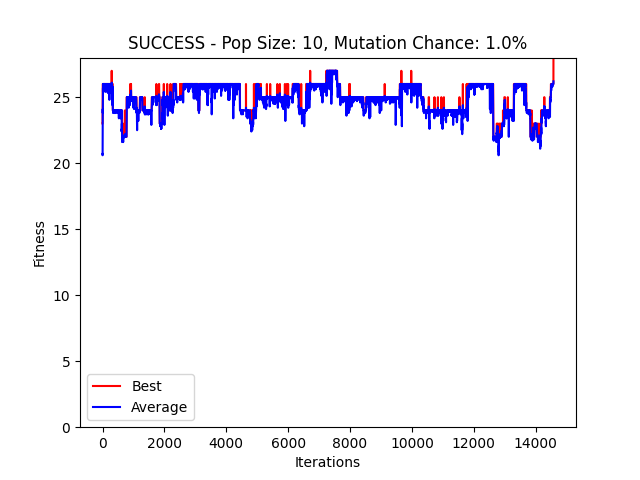 SUCCESS - Pop Size: 10, Mutation Chance: 1.0%
25
20
15
10
5
0
Fitness
Best
Average
0 2000 4000 6000 8000 10000 12000 14000
Iterations